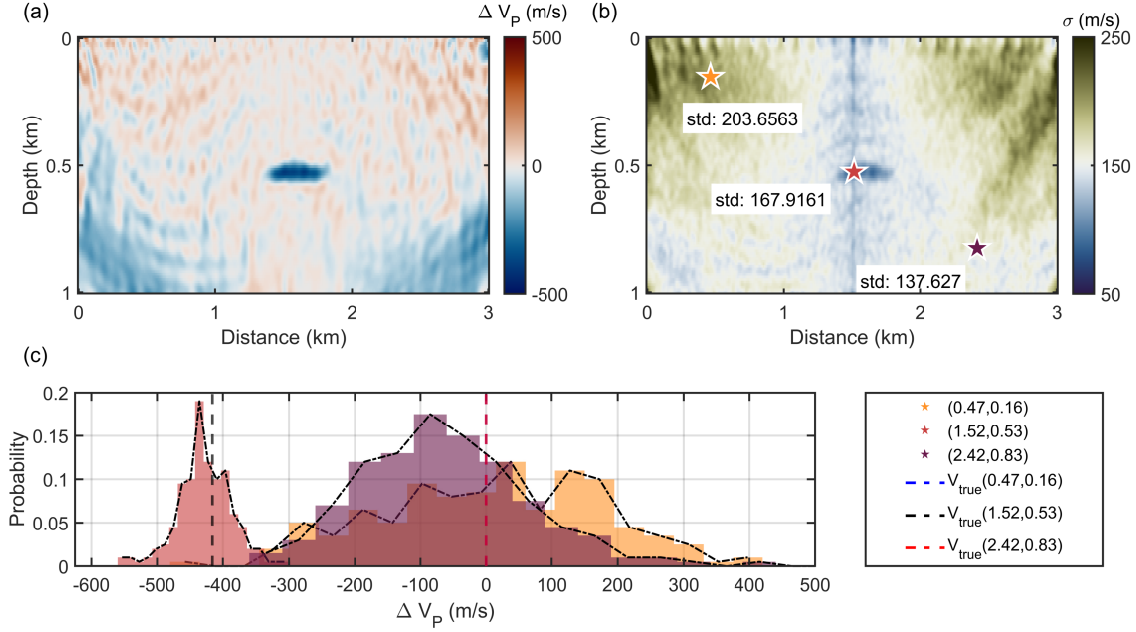 (a)
Δ V_P (m/s)
0
0.5
1
Depth (km)
0
1
2
3
Distance (km)
500
0
-500
(b)
σ (m/s)
0
0.5
1
Depth (km)
std: 203.6563
std: 167.9161
std: 137.627
0
1
2
3
Distance (km)
250
150
50
(c)
0.2
0.15
0.1
0.05
0
Probability
-600
-500
-400
-300
-200
-100
0
100
200
300
400
500
Δ V_P (m/s)
(0.47,0.16)
(1.52,0.53)
(2.42,0.83)
V_true(0.47,0.16)
V_true(1.52,0.53)
V_true(2.42,0.83)